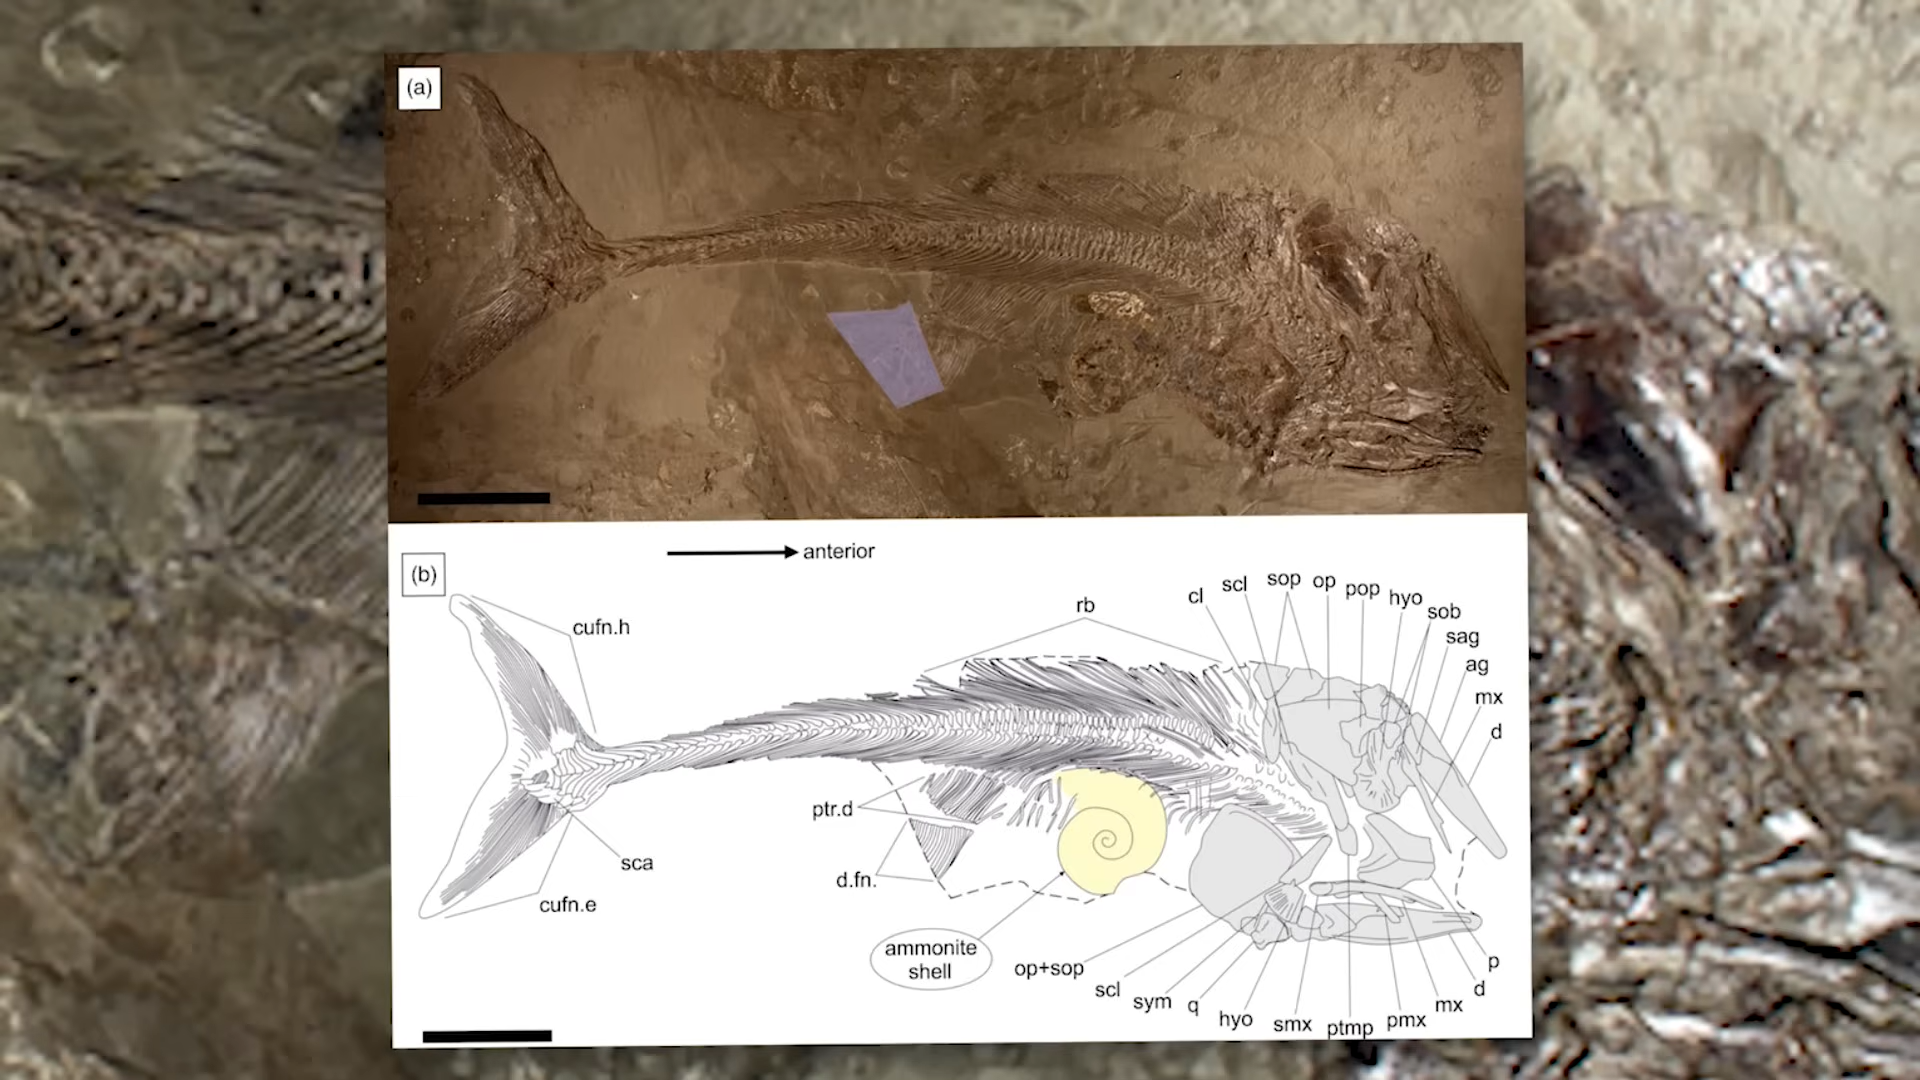 (a)
(b)
anterior
cufn.h
rb
cl
scl
sop
op
pop
hyo
sob
sag
ag
mx
d
ptr.d
d.fn.
sca
cufn.e
ammonite
shell
op+sop
scl
sym
q
hyo
smx
ptmp
pmx
mx
d
p